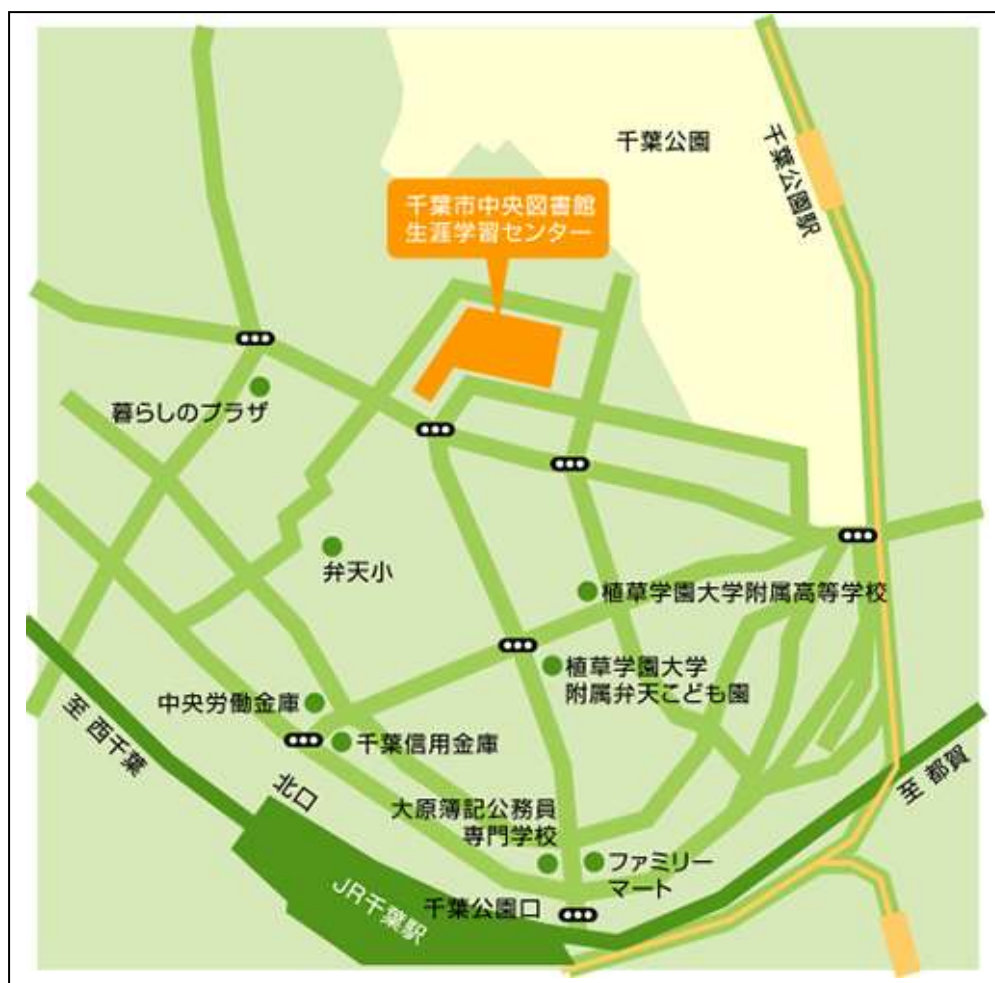 千葉公園
千葉公園駅
千葉市中央図書館
生涯学習センター
暮らしのプラザ
弁天小
植草学園大学附属高等学校
植草学園大学
附属弁天こども園
中央労働金庫
千葉信用金庫
至 西千葉
北口
至 都賀
大原簿記公務員
専門学校
ファミリー
マート
JR千葉駅
千葉公園口